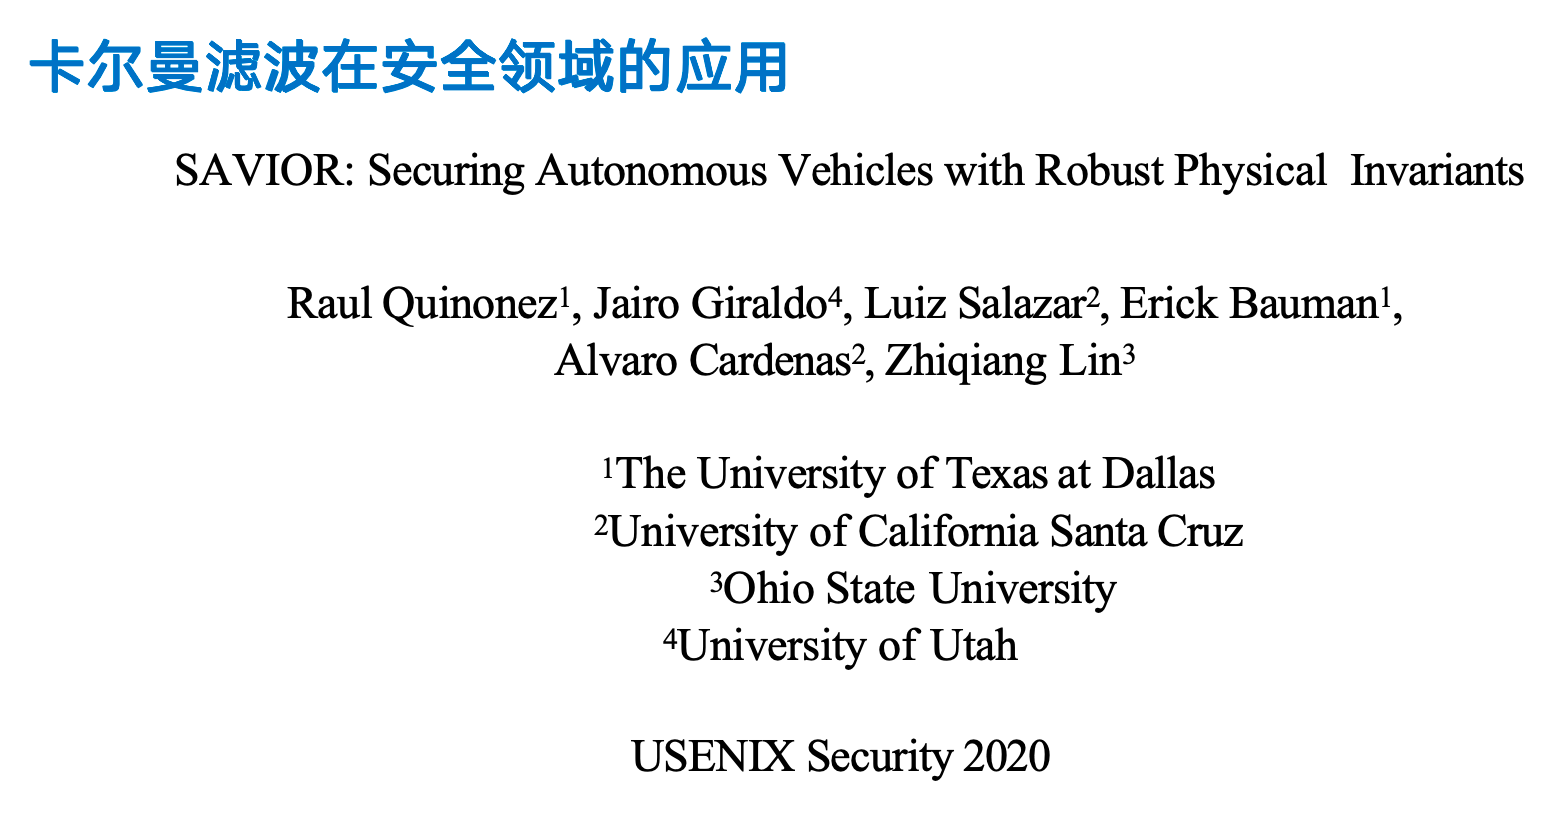 卡尔曼滤波在安全领域的应用
SAVIOR: Securing Autonomous Vehicles with Robust Physical Invariants
Raul Quinonez¹, Jairo Giraldo⁴, Luiz Salazar², Erick Bauman¹,
Alvaro Cardenas², Zhiqiang Lin³
¹The University of Texas at Dallas
²University of California Santa Cruz
³Ohio State University
⁴University of Utah
USENIX Security 2020